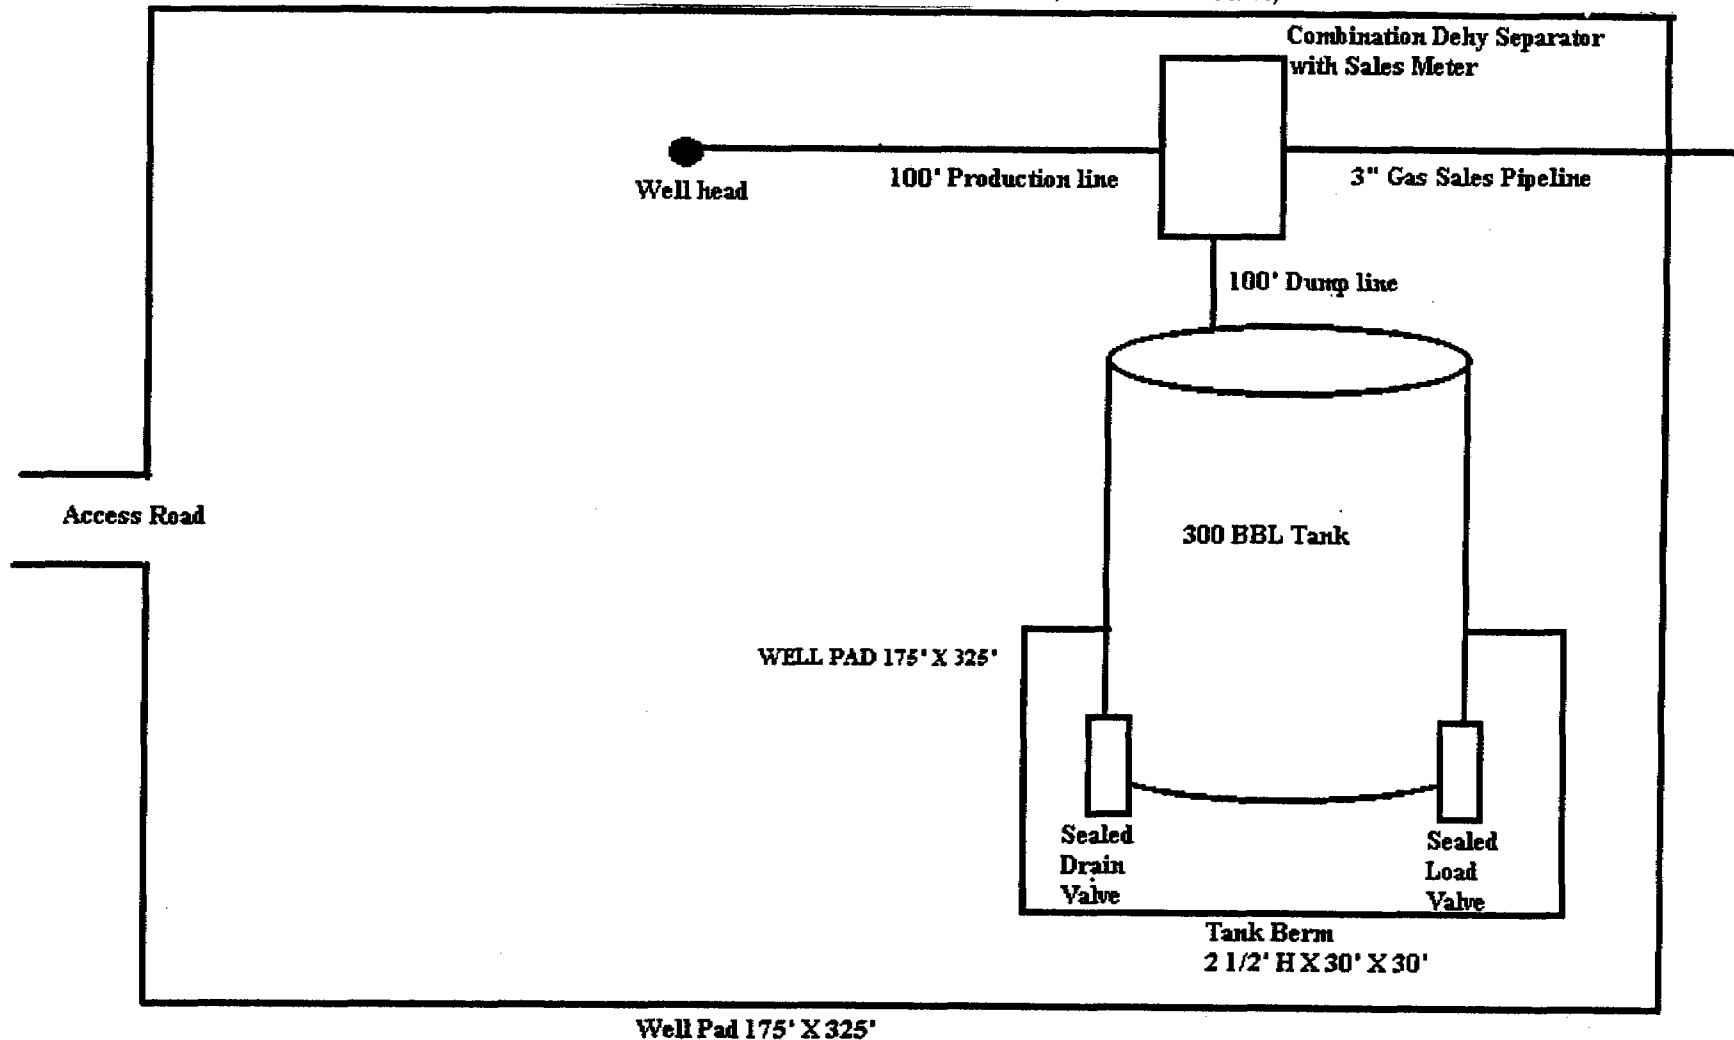 Combination Dehy Separator
with Sales Meter
Well head
100' Production line
3" Gas Sales Pipeline
100' Dump line
Access Road
300 BBL Tank
WELL PAD 175' X 325'
Sealed
Drain
Valve
Sealed
Load
Valve
Tank Berm
2 1/2' H X 30' X 30'
Well Pad 175' X 325'